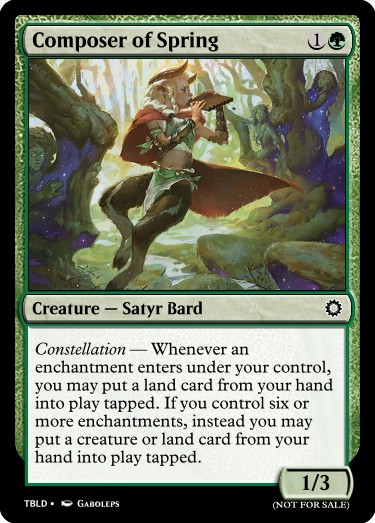 Composer of Spring 1
Creature — Satyr Bard
Constellation — Whenever an
enchantment enters under your control,
you may put a land card from your hand
into play tapped. If you control six or
more enchantments, instead you may
put a creature or land card from your
hand into play tapped.
1/3
TBLD • Gaboleps
(NOT FOR SALE)